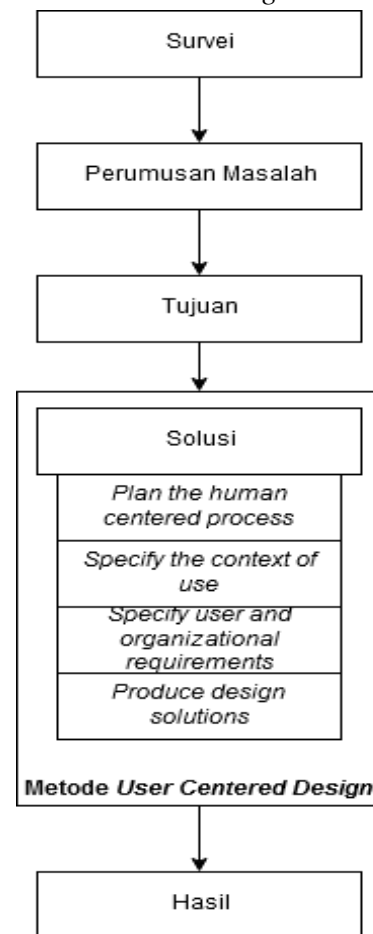 Survei
Perumusan Masalah
Tujuan
Solusi
Plan the human
centered process
Specify the context of
use
Specify user and
organizational
requirements
Produce design
solutions
Metode User Centered Design
Hasil